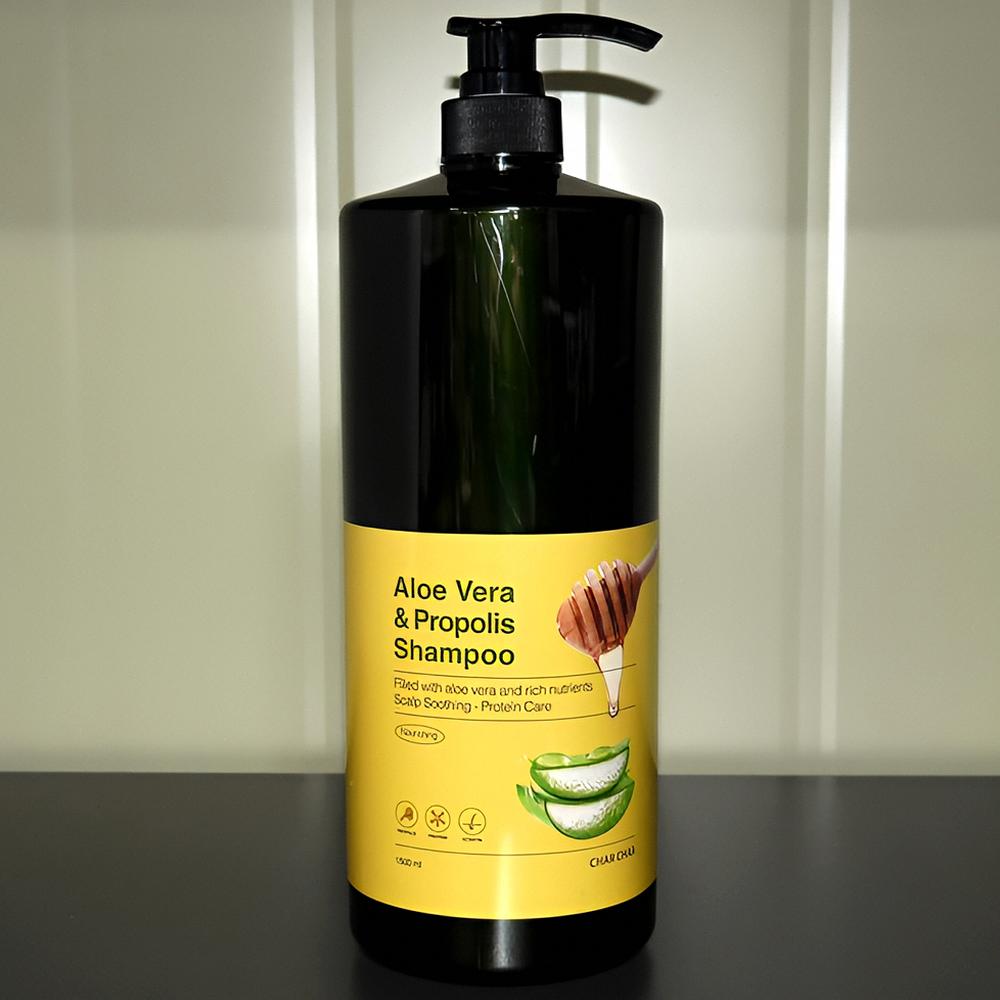 Aloe Vera
& Propolis
Shampoo
Filled with aloe vera and rich nutrients
Scalp Soothing - Protein Care